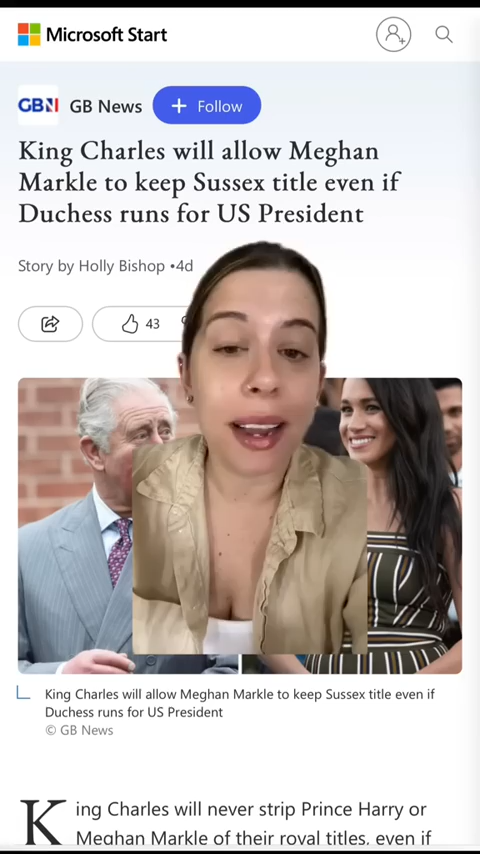 Microsoft Start
GBN GB News + Follow
King Charles will allow Meghan
Markle to keep Sussex title even if
Duchess runs for US President
Story by Holly Bishop •4d
43
King Charles will allow Meghan Markle to keep Sussex title even if
Duchess runs for US President
© GB News
King Charles will never strip Prince Harry or
Meghan Markle of their royal titles, even if